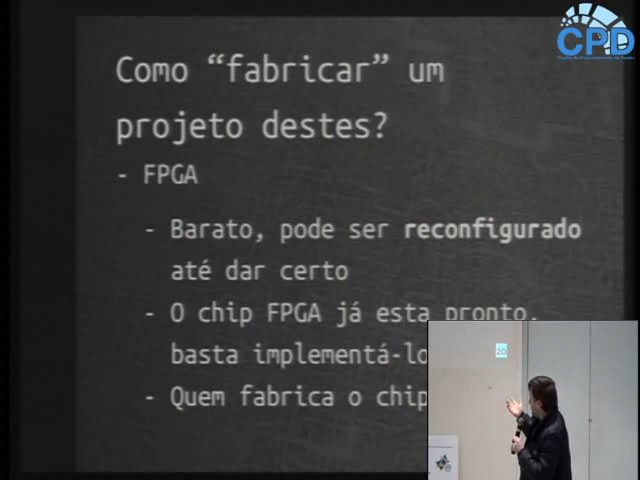 Como “fabricar” um
projeto destes?
- FPGA
- Barato, pode ser reconfigurado
até dar certo
- O chip FPGA já esta pronto,
basta implementá-lo
- Quem fabrica o chip
CPD
20